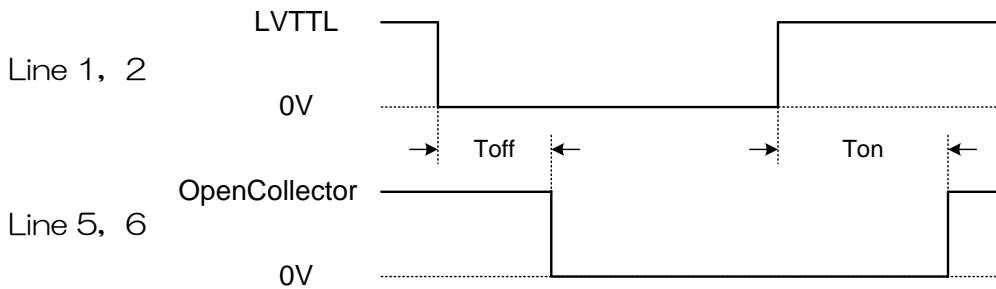 LVTTL
Line 1, 2
0V
Toff
Ton
OpenCollector
Line 5, 6
0V